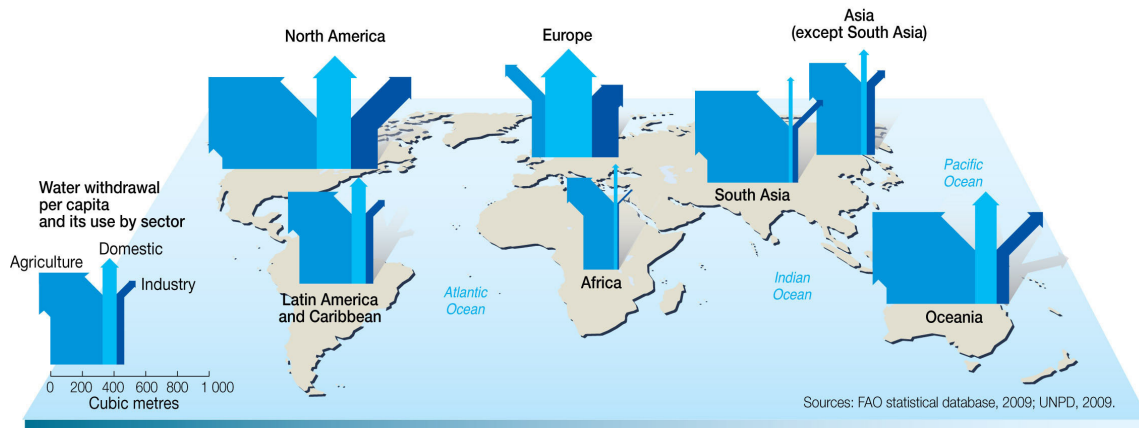 North America
Europe
Asia
(except South Asia)
Water withdrawal
per capita
and its use by sector
Agriculture
Domestic
Industry
0 200 400 600 800 1 000
Cubic metres
Latin America
and Caribbean
Africa
South Asia
Oceania
Atlantic
Ocean
Indian
Ocean
Pacific
Ocean
Sources: FAO statistical database, 2009; UNPD, 2009.